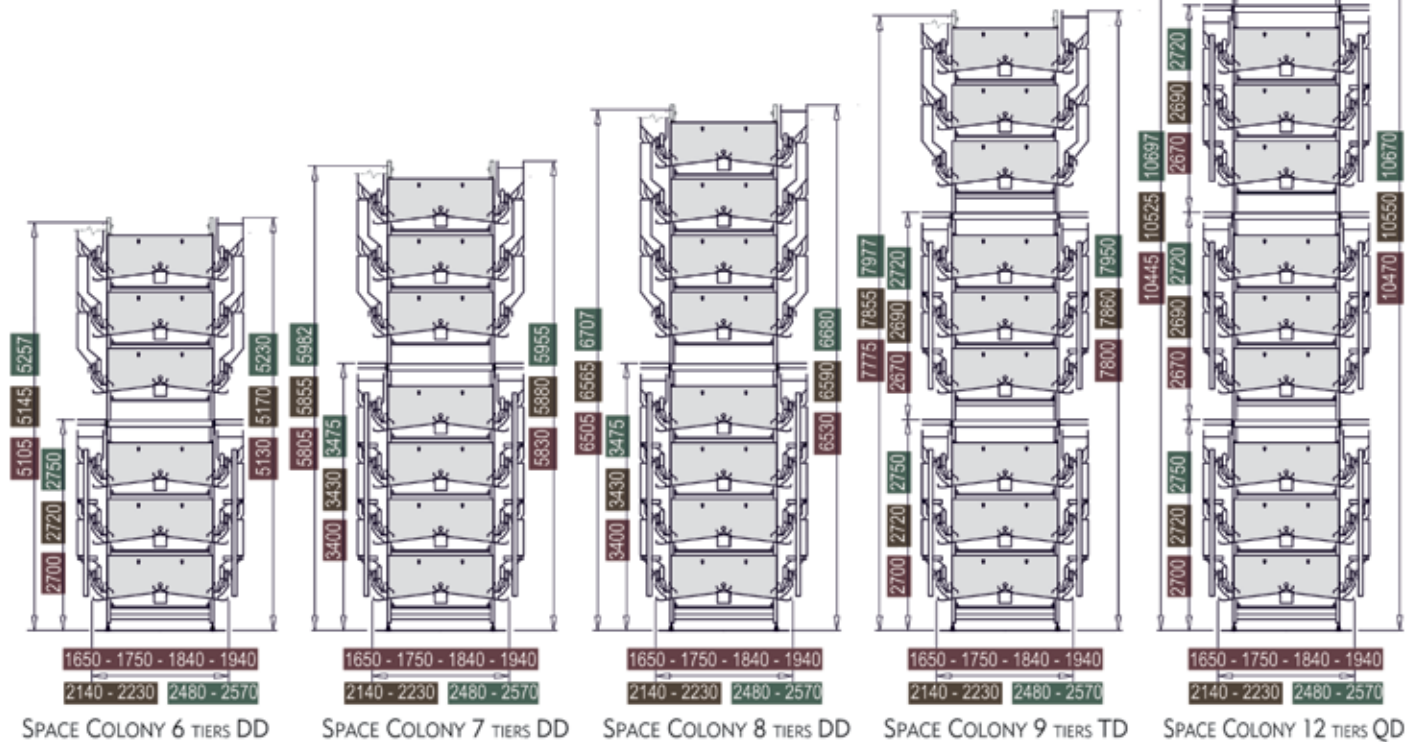 5257
5145
5105
2750
2720
2700
5230
5170
5130
1650 - 1750 - 1840 - 1940
2140 - 2230
2480 - 2570
SPACE COLONY 6 TIERS DD
5982
5855
5805
3475
3430
3400
5955
5880
5830
1650 - 1750 - 1840 - 1940
2140 - 2230
2480 - 2570
SPACE COLONY 7 TIERS DD
6707
6565
6505
3475
3430
3400
6680
6590
6530
1650 - 1750 - 1840 - 1940
2140 - 2230
2480 - 2570
SPACE COLONY 8 TIERS DD
7977
7855
7775
2720
2690
2670
2750
2720
2700
7950
7860
7800
1650 - 1750 - 1840 - 1940
2140 - 2230
2480 - 2570
SPACE COLONY 9 TIERS TD
10697
10525
10445
2720
2690
2670
2720
2690
2670
2750
2720
2700
10670
10550
10470
1650 - 1750 - 1840 - 1940
2140 - 2230
2480 - 2570
SPACE COLONY 12 TIERS QD